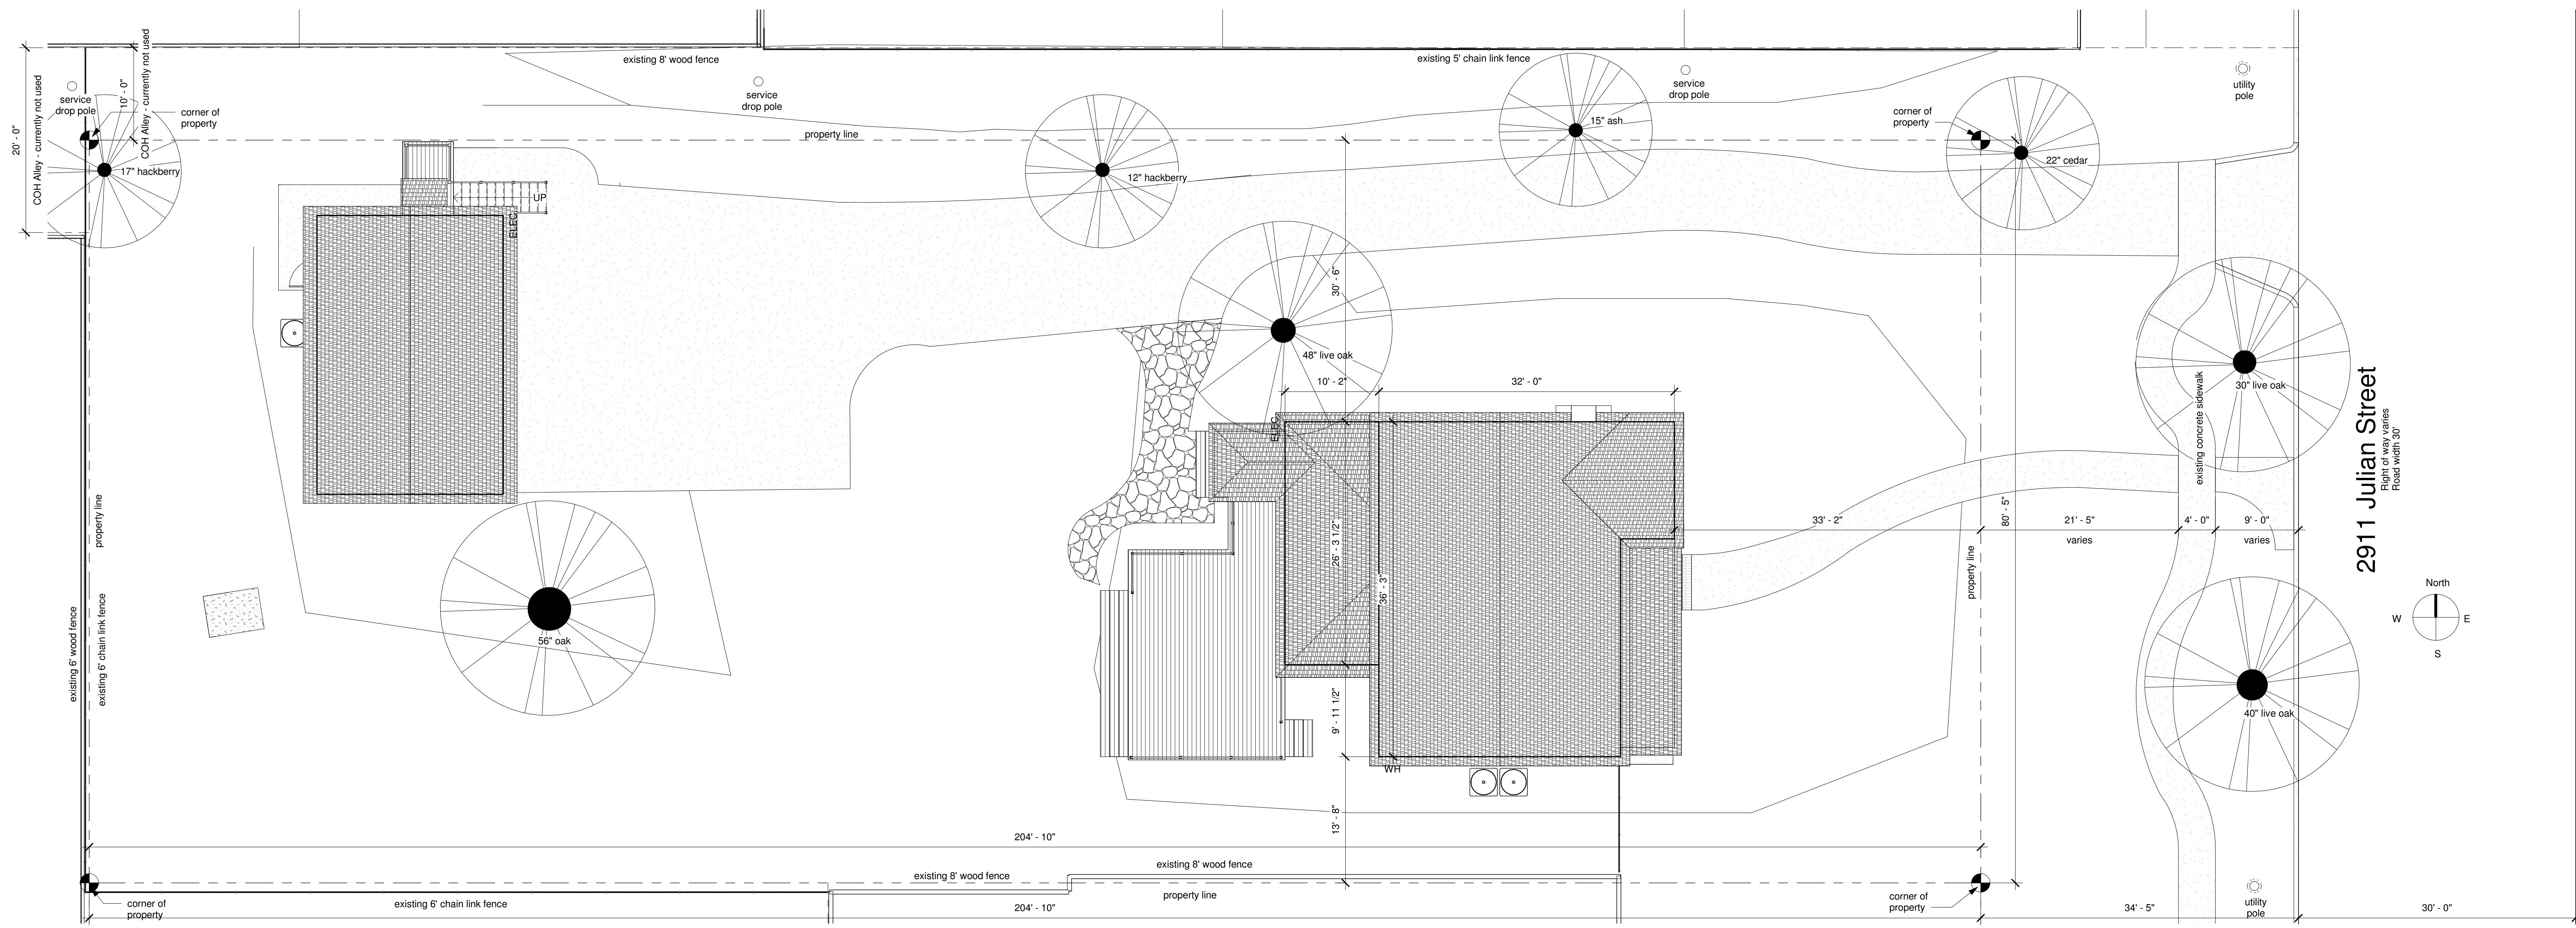 existing 8' wood fence
existing 5' chain link fence
20' - 0"
COH Alley - currently not used
10' - 0"
COH Alley - currently not used
service
drop pole
corner of
property
service
drop pole
service
drop pole
utility
pole
property line
15" ash
corner of
property
17" hackberry
12" hackberry
22" cedar
UP
ELEC
30' - 6"
48" live oak
10' - 2"
32' - 0"
30" live oak
ELEC
existing concrete sidewalk
2911 Julian Street
Right of way varies
Road width 30'
property line
26' - 3 1/2"
36' - 3"
33' - 2"
80' - 5"
21' - 5"
varies
4' - 0"
9' - 0"
varies
property line
North
W
E
S
existing 6' wood fence
existing 6' chain link fence
56" oak
9' - 11 1/2"
40" live oak
WH
13' - 8"
204' - 10"
existing 8' wood fence
existing 8' wood fence
property line
corner of
property
existing 6' chain link fence
204' - 10"
corner of
property
utility
pole
34' - 5"
30' - 0"